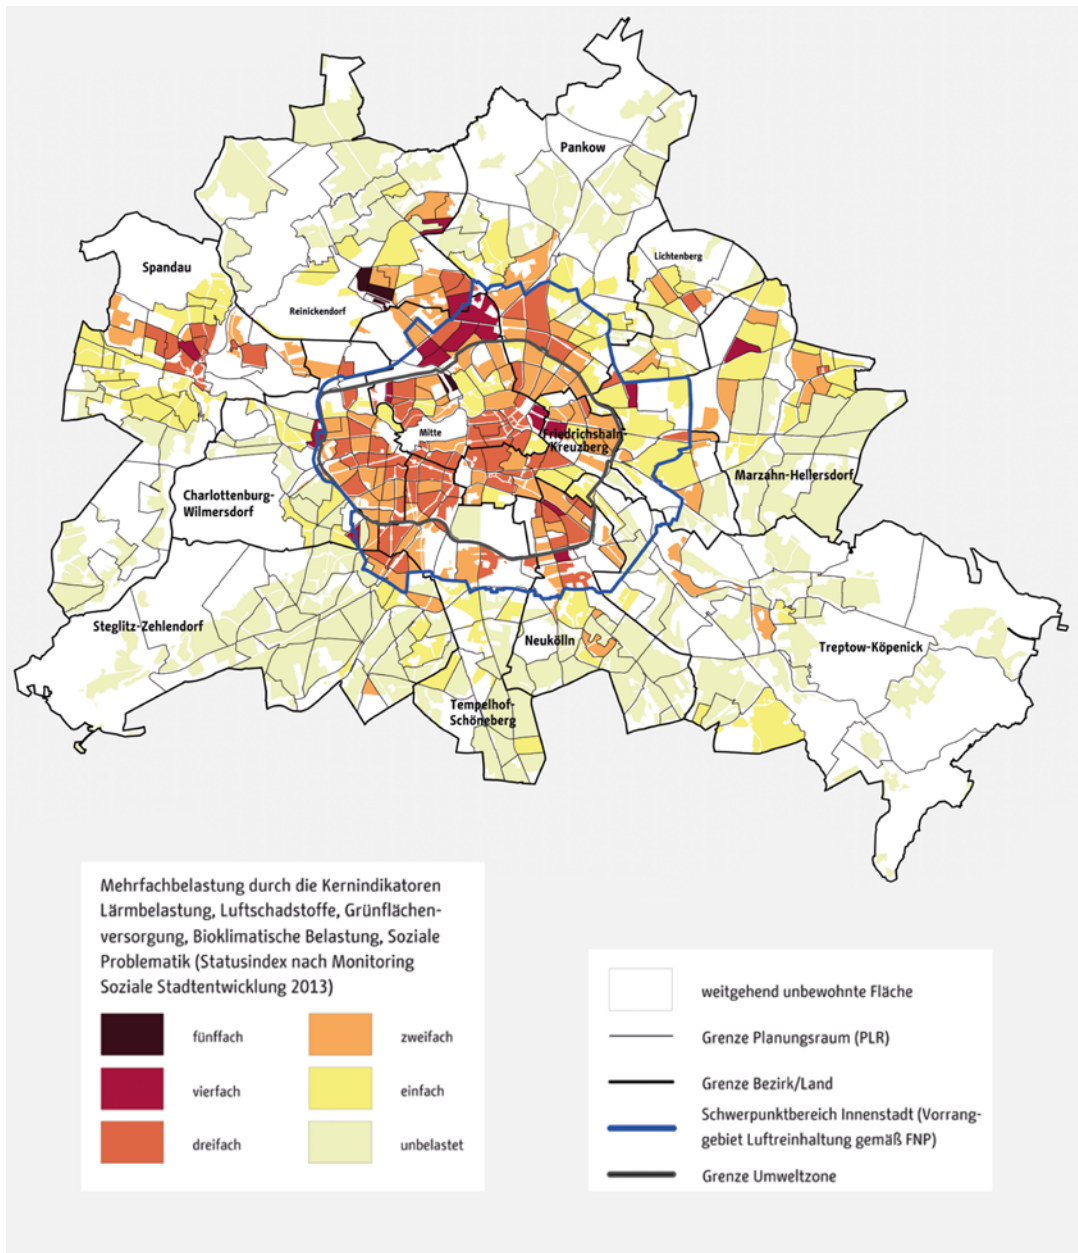 Pankow
Lichtenberg
Spandau
Reinickendorf
Mitte
Friedrichshain-
Kreuzberg
Marzahn-Hellersdorf
Charlottenburg-
Wilmersdorf
Steglitz-Zehlendorf
Neukölln
Treptow-Köpenick
Tempelhof-
Schöneberg
Mehrfachbelastung durch die Kernindikatoren
Lärmbelastung, Luftschadstoffe, Grünflächen-
versorgung, Bioklimatische Belastung, Soziale
Problematik (Statusindex nach Monitoring
Soziale Stadtentwicklung 2013)
fünffach
vierfach
dreifach
zweifach
einfach
unbelastet
weitgehend unbewohnte Fläche
Grenze Planungsraum (PLR)
Grenze Bezirk/Land
Schwerpunktbereich Innenstadt (Vorrang-
gebiet Luftreinhaltung gemäß FNP)
Grenze Umweltzone